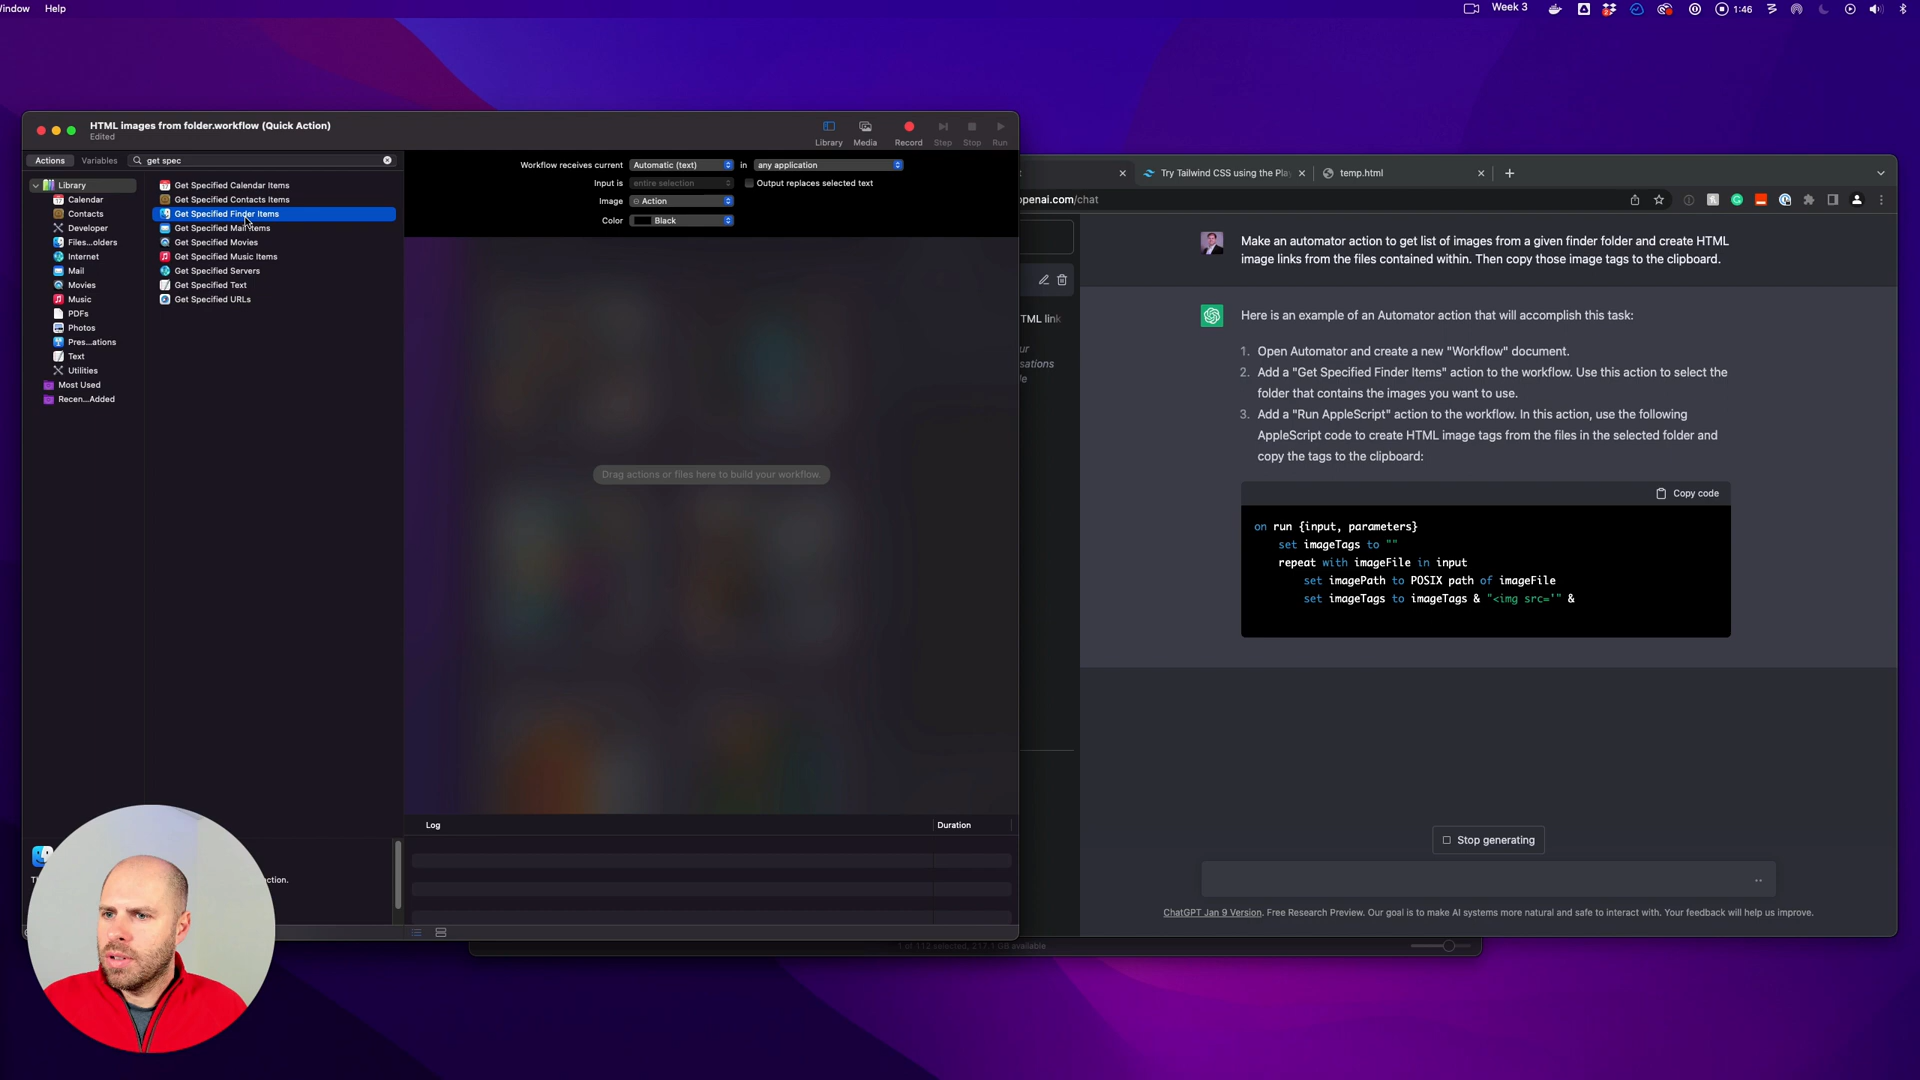 Window Help
Week 3
1:46
HTML images from folder.workflow (Quick Action)
Edited
Library Media Record Step Stop Run
Actions Variables get spec
Library
Calendar
Contacts
Developer
Files...olders
Internet
Mail
Movies
Music
PDFs
Photos
Pres...ations
Text
Utilities
Most Used
Recen...Added
Get Specified Calendar Items
Get Specified Contacts Items
Get Specified Finder Items
Get Specified Mail Items
Get Specified Movies
Get Specified Music Items
Get Specified Servers
Get Specified Text
Get Specified URLs
Workflow receives current Automatic (text) in any application
Input is entire selection Output replaces selected text
Image Action
Color Black
Drag actions or files here to build your workflow.
Log Duration
ction.
1 of 112 selected, 217.1 GB available
Try Tailwind CSS using the Pla
temp.html
openai.com/chat
TML link
ur
sations
le
Make an automator action to get list of images from a given finder folder and create HTML
image links from the files contained within. Then copy those image tags to the clipboard.
Here is an example of an Automator action that will accomplish this task:
1. Open Automator and create a new "Workflow" document.
2. Add a "Get Specified Finder Items" action to the workflow. Use this action to select the
folder that contains the images you want to use.
3. Add a "Run AppleScript" action to the workflow. In this action, use the following
AppleScript code to create HTML image tags from the files in the selected folder and
copy the tags to the clipboard:
Copy code
on run {input, parameters}
set imageTags to ""
repeat with imageFile in input
set imagePath to POSIX path of imageFile
set imageTags to imageTags & "<img src='" &
Stop generating
ChatGPT Jan 9 Version. Free Research Preview. Our goal is to make AI systems more natural and safe to interact with. Your feedback will help us improve.